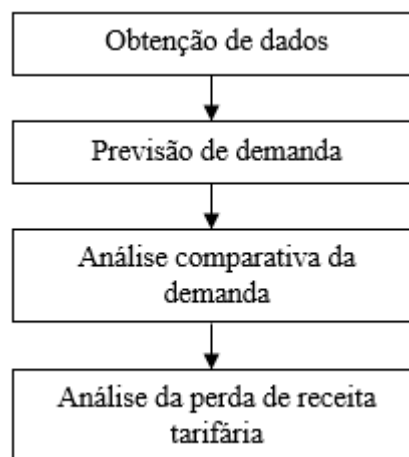 Obtenção de dados
Previsão de demanda
Análise comparativa da
demanda
Análise da perda de receita
tarifária